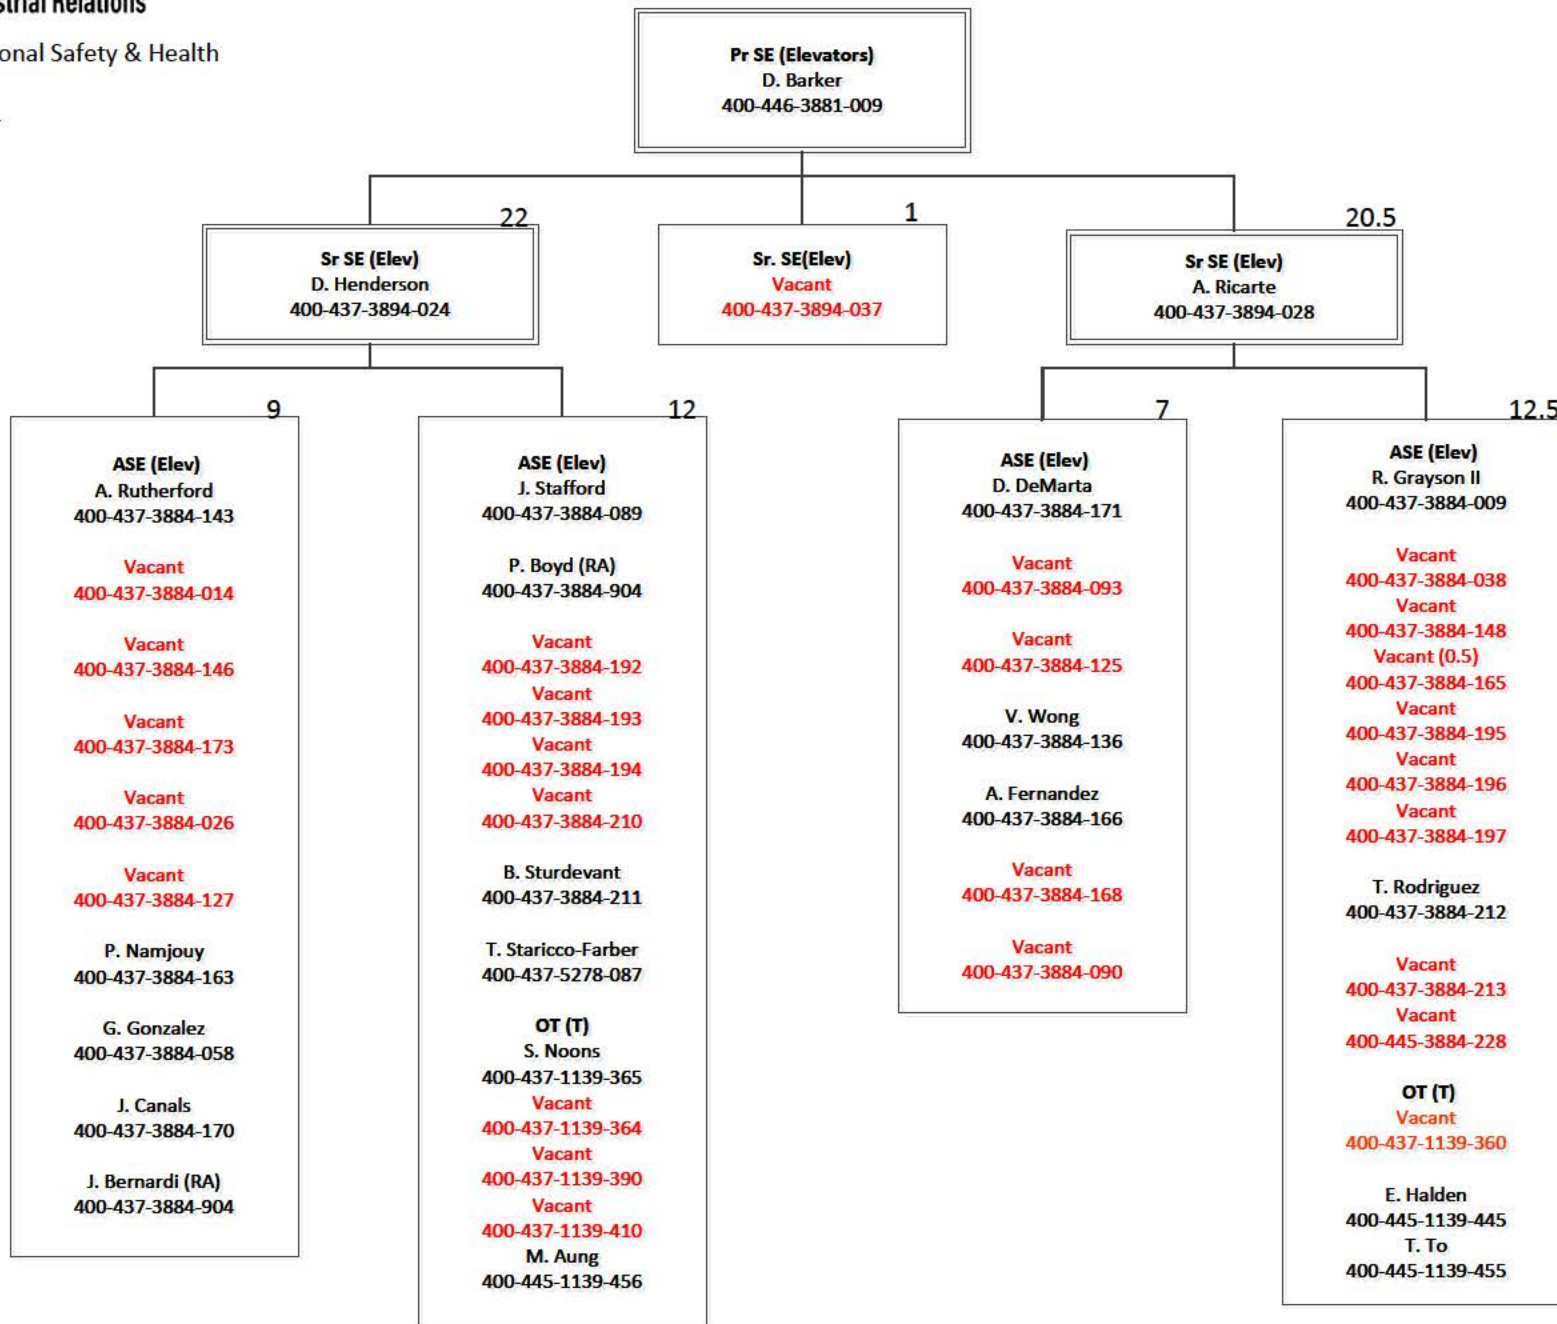 strial Relations
onal Safety & Health
Pr SE (Elevators)
D. Barker
400-446-3881-009
22
Sr SE (Elev)
D. Henderson
400-437-3894-024
1
Sr. SE(Elev)
Vacant
400-437-3894-037
20.5
Sr SE (Elev)
A. Ricarte
400-437-3894-028
9
ASE (Elev)
A. Rutherford
400-437-3884-143
Vacant
400-437-3884-014
Vacant
400-437-3884-146
Vacant
400-437-3884-173
Vacant
400-437-3884-026
Vacant
400-437-3884-127
P. Namjouy
400-437-3884-163
G. Gonzalez
400-437-3884-058
J. Canals
400-437-3884-170
J. Bernardi (RA)
400-437-3884-904
12
ASE (Elev)
J. Stafford
400-437-3884-089
P. Boyd (RA)
400-437-3884-904
Vacant
400-437-3884-192
Vacant
400-437-3884-193
Vacant
400-437-3884-194
Vacant
400-437-3884-210
B. Sturdevant
400-437-3884-211
T. Staricco-Farber
400-437-5278-087
OT (T)
S. Noons
400-437-1139-365
Vacant
400-437-1139-364
Vacant
400-437-1139-390
Vacant
400-437-1139-410
M. Aung
400-445-1139-456
7
ASE (Elev)
D. DeMarta
400-437-3884-171
Vacant
400-437-3884-093
Vacant
400-437-3884-125
V. Wong
400-437-3884-136
A. Fernandez
400-437-3884-166
Vacant
400-437-3884-168
Vacant
400-437-3884-090
12.5
ASE (Elev)
R. Grayson II
400-437-3884-009
Vacant
400-437-3884-038
Vacant
400-437-3884-148
Vacant (0.5)
400-437-3884-165
Vacant
400-437-3884-195
Vacant
400-437-3884-196
Vacant
400-437-3884-197
T. Rodriguez
400-437-3884-212
Vacant
400-437-3884-213
Vacant
400-445-3884-228
OT (T)
Vacant
400-437-1139-360
E. Halden
400-445-1139-445
T. To
400-445-1139-455